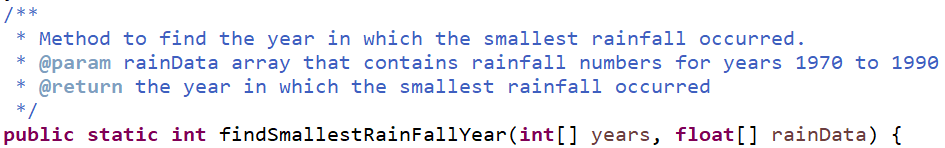 /**
 * Method to find the year in which the smallest rainfall occurred.
 * @param rainData array that contains rainfall numbers for years 1970 to 1990
 * @return the year in which the smallest rainfall occurred
 */
public static int findSmallestRainFallYear(int[] years, float[] rainData) {